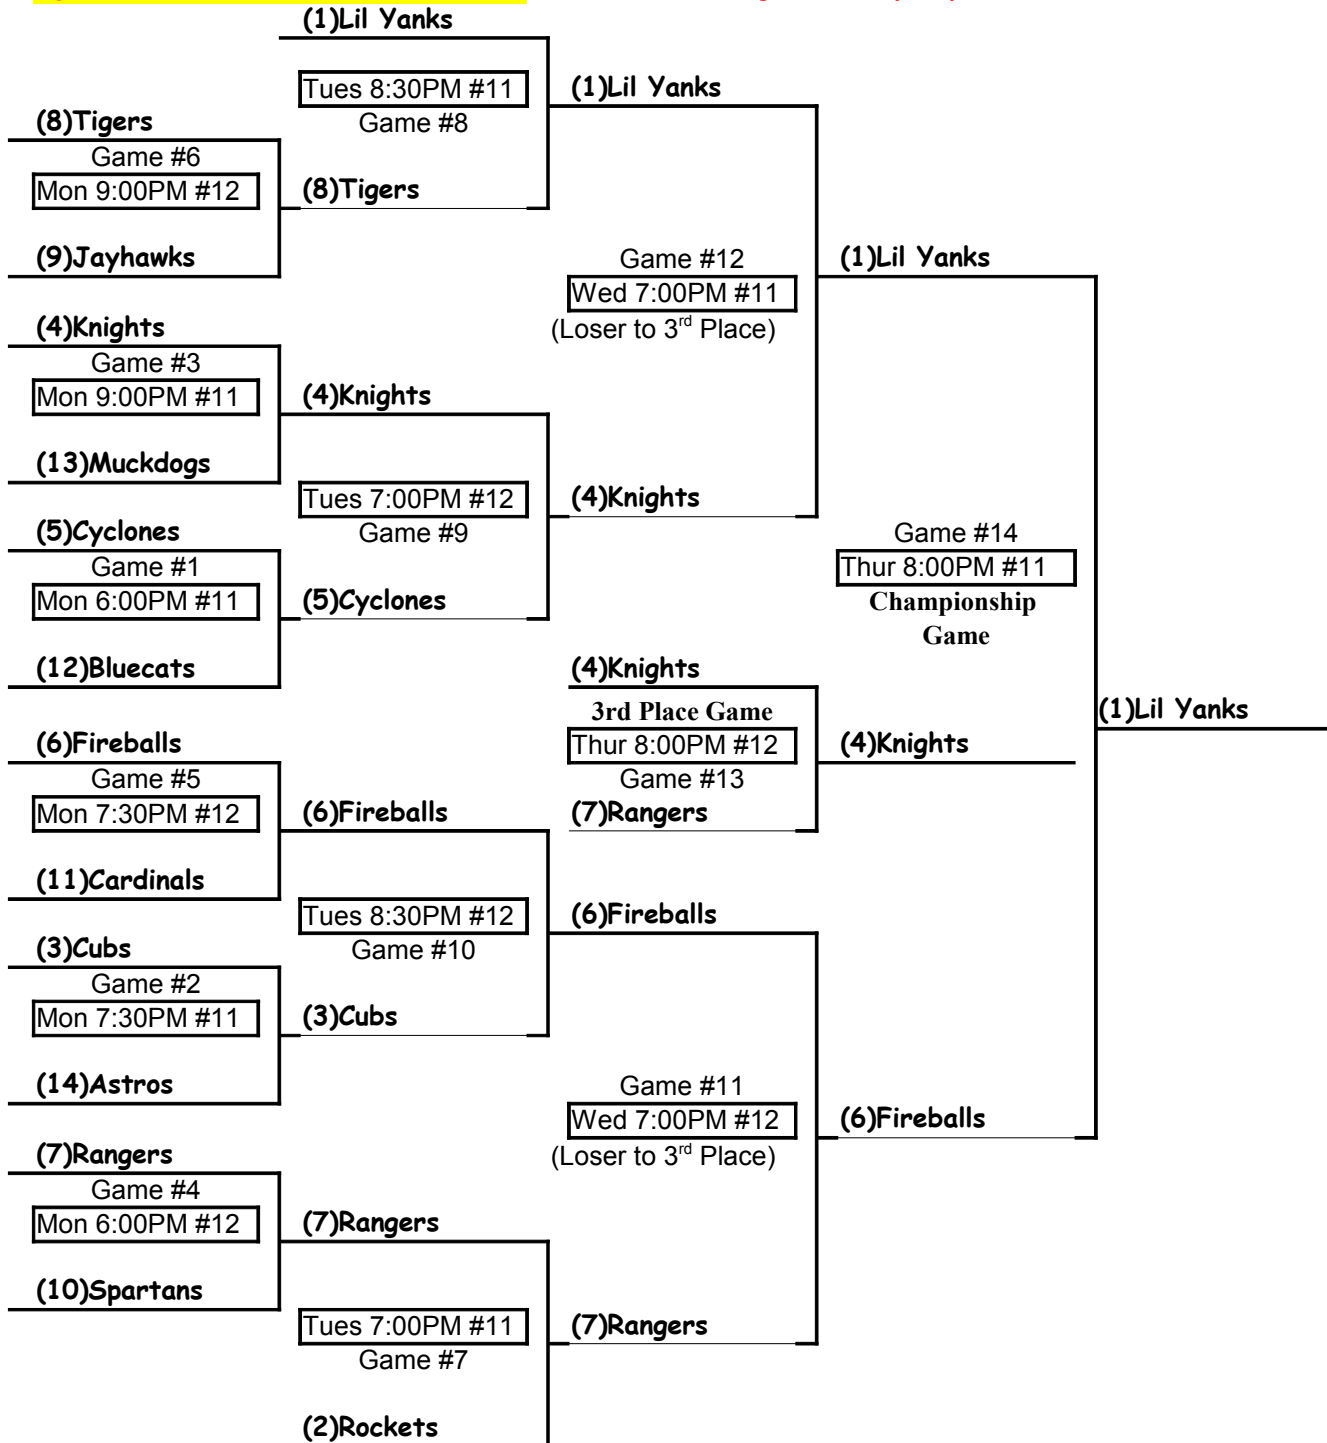 (1)Lil Yanks
Tues 8:30PM #11
(1)Lil Yanks
(8)Tigers
Game #8
Game #6
Mon 9:00PM #12
(8)Tigers
(9)Jayhawks
Game #12
(1)Lil Yanks
Wed 7:00PM #11
(4)Knights
(Loser to 3rd Place)
Game #3
Mon 9:00PM #11
(4)Knights
(13)Muckdogs
Tues 7:00PM #12
(4)Knights
(5)Cyclones
Game #9
Game #14
Game #1
Thur 8:00PM #11
Mon 6:00PM #11
(5)Cyclones
Championship
Game
(12)Bluecats
(4)Knights
3rd Place Game
(1)Lil Yanks
(6)Fireballs
Thur 8:00PM #12
(4)Knights
Game #5
Game #13
Mon 7:30PM #12
(6)Fireballs
(7)Rangers
(11)Cardinals
Tues 8:30PM #12
(6)Fireballs
(3)Cubs
Game #10
Game #2
Mon 7:30PM #11
(3)Cubs
(14)Astros
Game #11
Wed 7:00PM #12
(6)Fireballs
(7)Rangers
(Loser to 3rd Place)
Game #4
Mon 6:00PM #12
(7)Rangers
(10)Spartans
Tues 7:00PM #11
(7)Rangers
Game #7
(2)Rockets